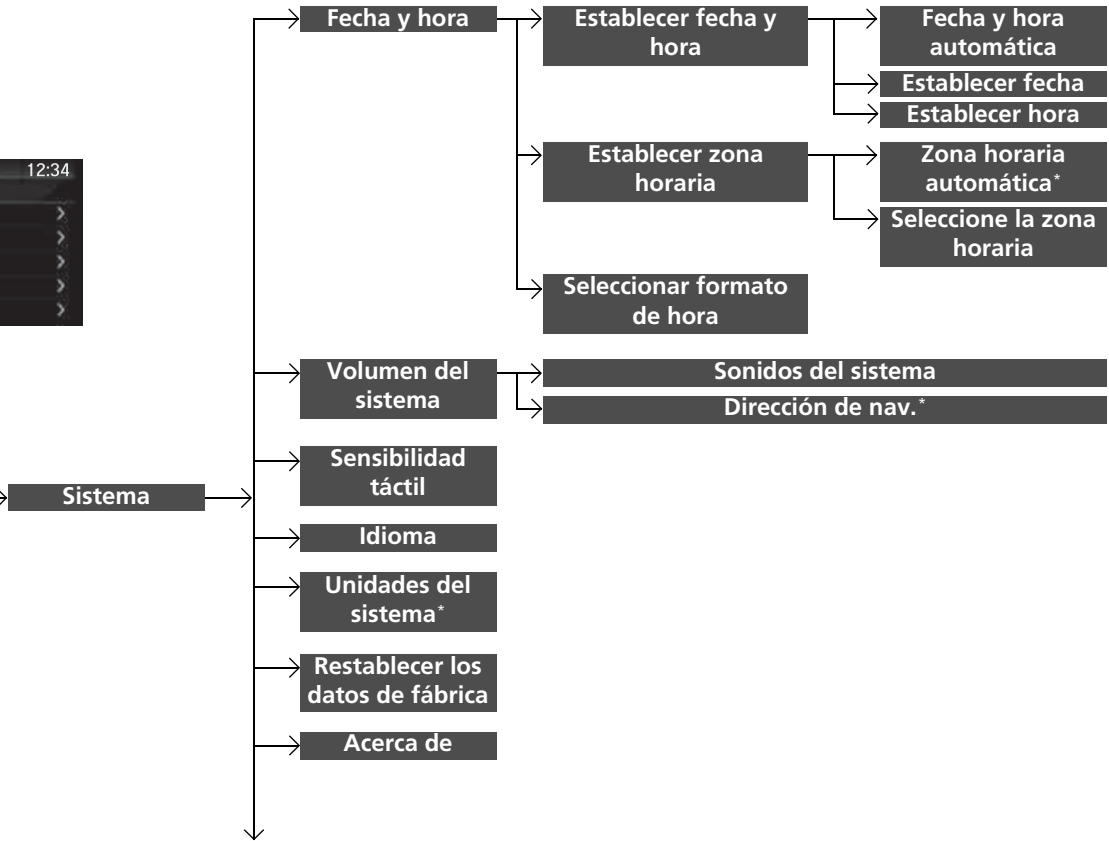 Fecha y hora
Establecer fecha y
hora
Fecha y hora
automática
Establecer fecha
Establecer hora
12:34
Establecer zona
horaria
Zona horaria
automática*
Seleccione la zona
horaria
Seleccionar formato
de hora
Volumen del
sistema
Sonidos del sistema
Dirección de nav.*
Sensibilidad
táctil
Sistema
Idioma
Unidades del
sistema*
Restablecer los
datos de fábrica
Acerca de